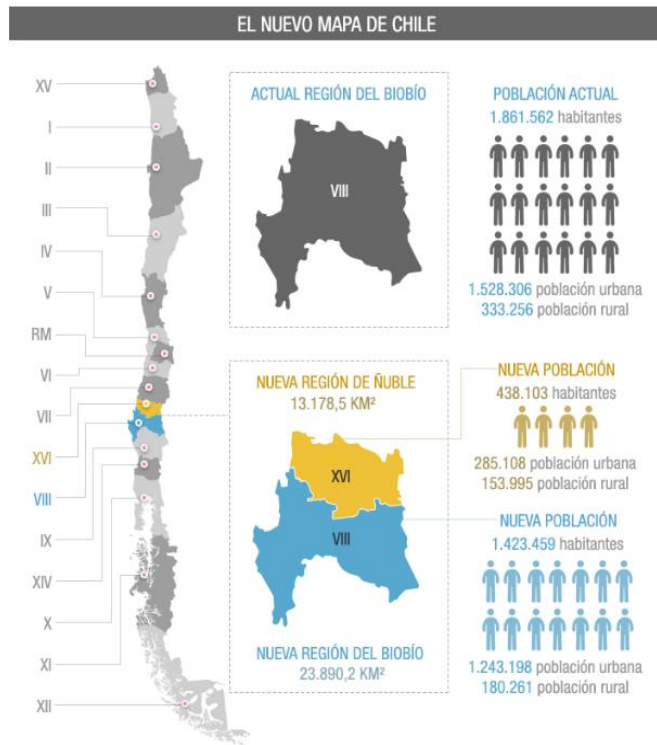 EL NUEVO MAPA DE CHILE
XV
I
II
III
IV
V
RM
VI
VII
XVI
VIII
IX
XIV
X
XI
XII
ACTUAL REGIÓN DEL BIOBÍO
VIII
POBLACIÓN ACTUAL
1.861.562 habitantes
1.528.306 población urbana
333.256 población rural
NUEVA REGIÓN DE ÑUBLE
13.178,5 KM²
XVI
VIII
NUEVA REGIÓN DEL BIOBÍO
23.890,2 KM²
NUEVA POBLACIÓN
438.103 habitantes
285.108 población urbana
153.995 población rural
NUEVA POBLACIÓN
1.423.459 habitantes
1.243.198 población urbana
180.261 población rural